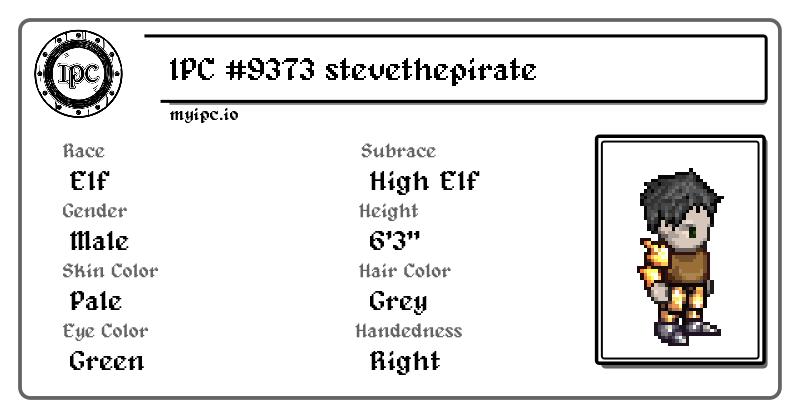 IPC
IPC #9373 stevethepirate
myipc.io
Race
Subrace
Elf
High Elf
Gender
Height
Male
6'3"
Skin Color
Hair Color
Pale
Grey
Eye Color
Handedness
Green
Right